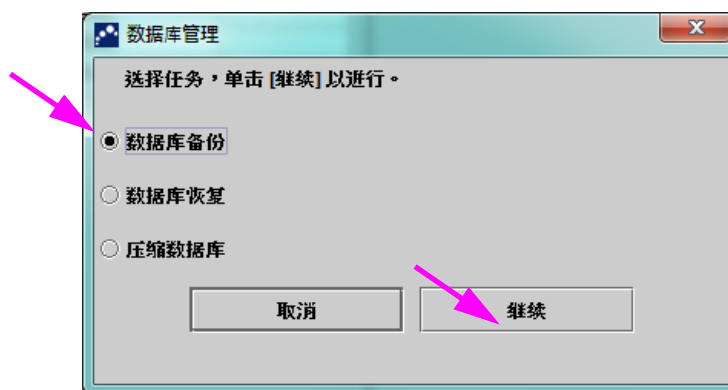 数据库管理
选择任务，单击 [继续] 以进行。
数据库备份
数据库恢复
压缩数据库
取消
继续